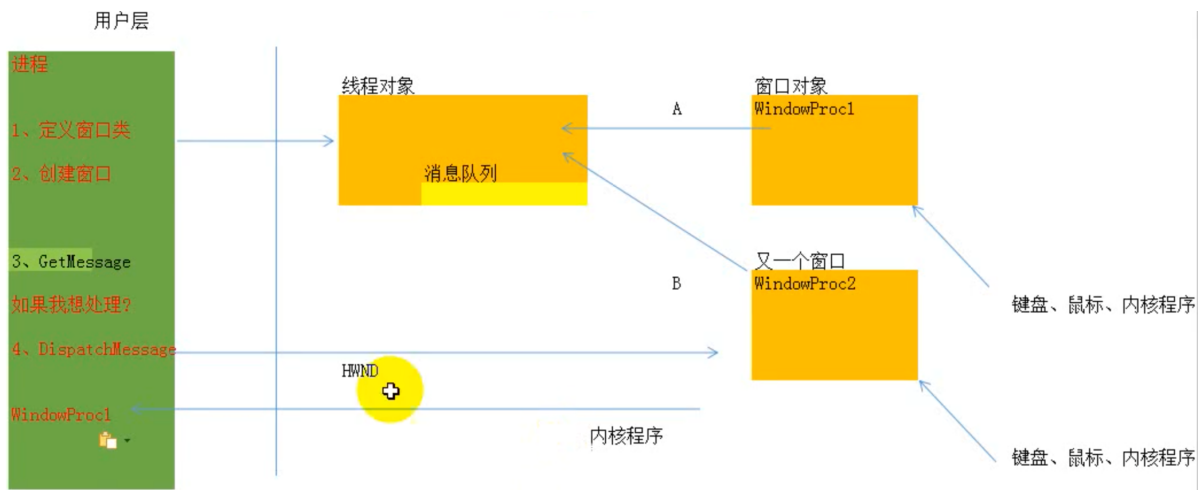 用户层
进程
1、定义窗口类
2、创建窗口
3、GetMessage
如果我想处理?
4、DispatchMessage
WindowProc1
线程对象
消息队列
A
窗口对象
WindowProc1
又一个窗口
B
WindowProc2
键盘、鼠标、内核程序
HWND
内核程序
键盘、鼠标、内核程序